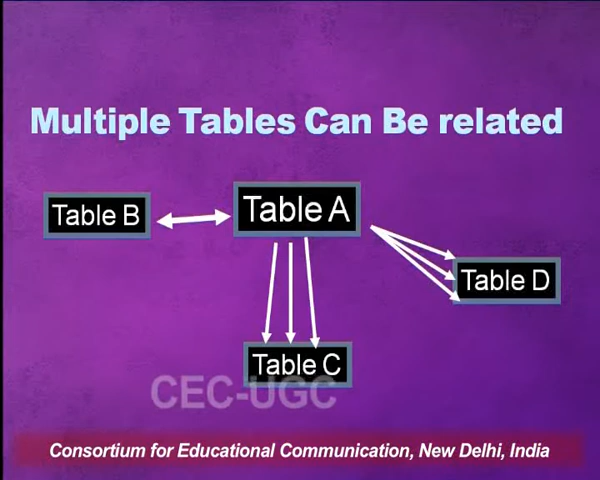 Multiple Tables Can Be related
Table B
Table A
Table D
Table C
CEC-UGC
Consortium for Educational Communication, New Delhi, India